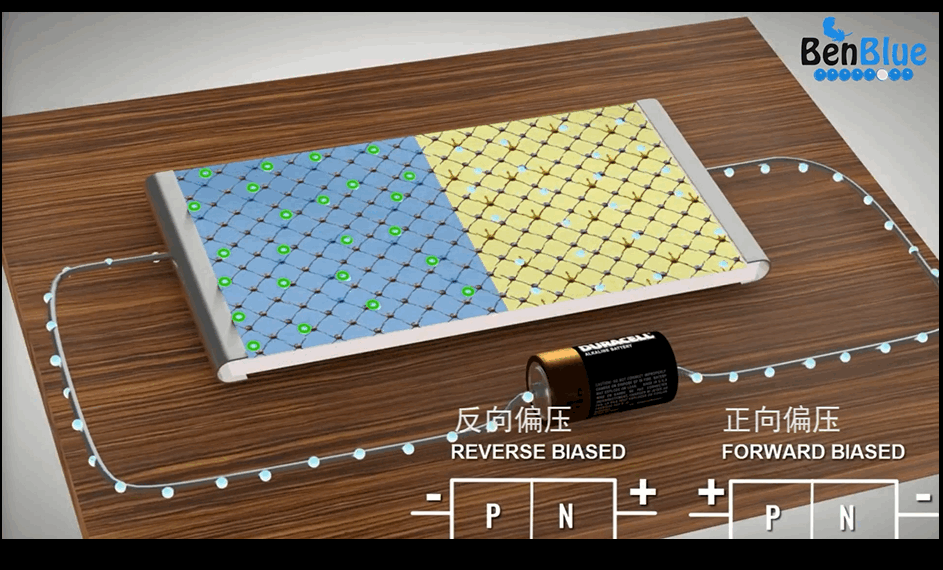 BenBlue
DURACELL
ALKALINE BATTERY
反向偏压
REVERSE BIASED
正向偏压
FORWARD BIASED
- P N +
+ P N -